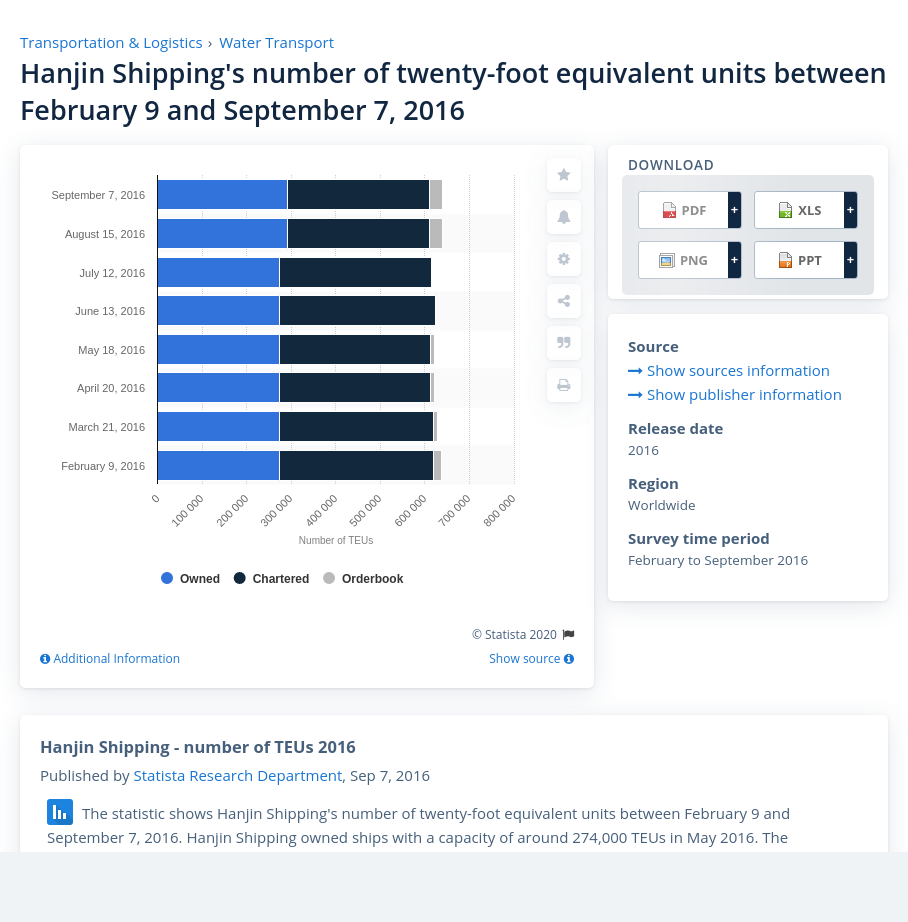 Transportation & Logistics › Water Transport
Hanjin Shipping's number of twenty-foot equivalent units between
February 9 and September 7, 2016
September 7, 2016
August 15, 2016
July 12, 2016
June 13, 2016
May 18, 2016
April 20, 2016
March 21, 2016
February 9, 2016
0
100 000
200 000
300 000
400 000
500 000
600 000
700 000
800 000
Number of TEUs
Owned Chartered Orderbook
© Statista 2020
Additional Information
Show source
DOWNLOAD
PDF + XLS +
PNG + PPT +
Source
Show sources information
Show publisher information
Release date
2016
Region
Worldwide
Survey time period
February to September 2016
Hanjin Shipping - number of TEUs 2016
Published by Statista Research Department, Sep 7, 2016
The statistic shows Hanjin Shipping's number of twenty-foot equivalent units between February 9 and
September 7, 2016. Hanjin Shipping owned ships with a capacity of around 274,000 TEUs in May 2016. The